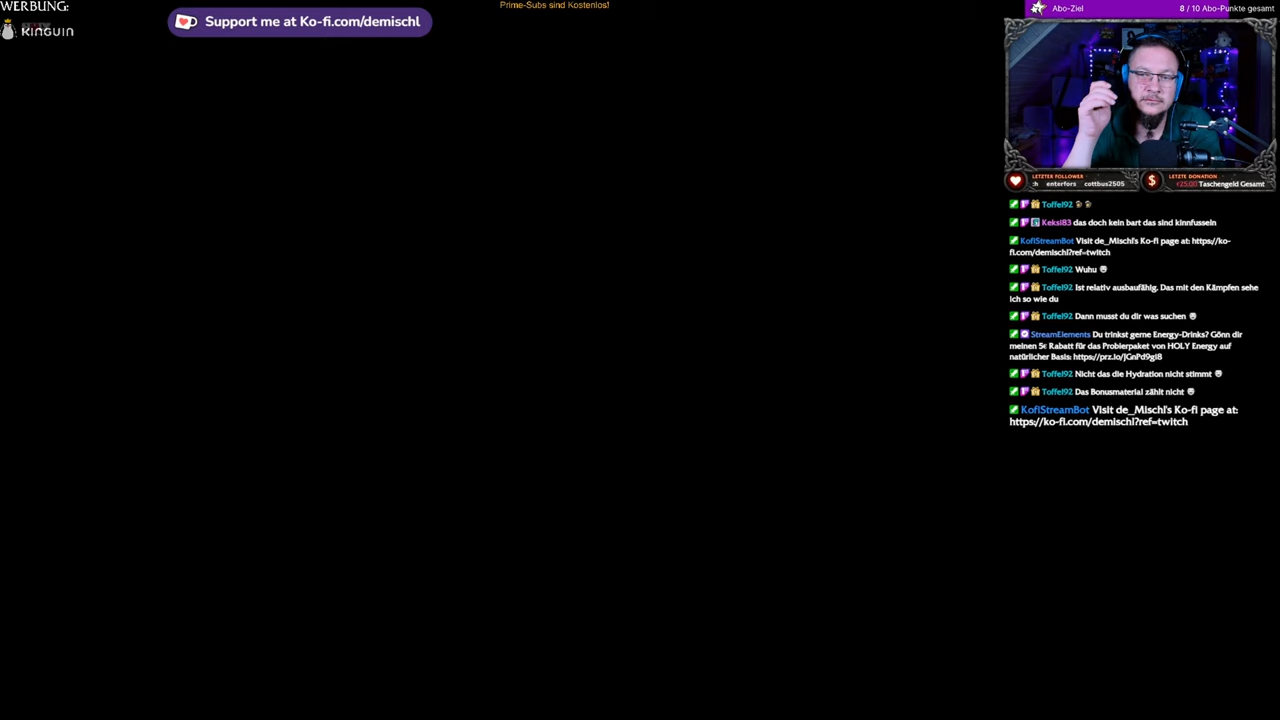 WERBUNG:
KINGUIN
Support me at Ko-fi.com/demischl
Prime-Subs sind Kostenlos!
Abo-Ziel
8 / 10 Abo-Punkte gesamt
LETZTER FOLLOWER
ch enterfors cottbus2505
LETZTE DONATION
€25.00 Taschengeld Gesamt
Toffel92
Keksi83 das doch kein bart das sind kinnfusseln
KofiStreamBot Visit de_Mischl's Ko-fi page at: https://ko-
fi.com/demischl?ref=twitch
Toffel92 Wuhu
Toffel92 Ist relativ ausbaufähig. Das mit den Kämpfen sehe
ich so wie du
Toffel92 Dann musst du dir was suchen
StreamElements Du trinkst gerne Energy-Drinks? Gönn dir
meinen 5€ Rabatt für das Probierpaket von HOLY Energy auf
natürlicher Basis: https://prz.io/JGnPd9gi8
Toffel92 Nicht das die Hydration nicht stimmt
Toffel92 Das Bonusmaterial zählt nicht
KofiStreamBot Visit de_Mischl's Ko-fi page at:
https://ko-fi.com/demischl?ref=twitch